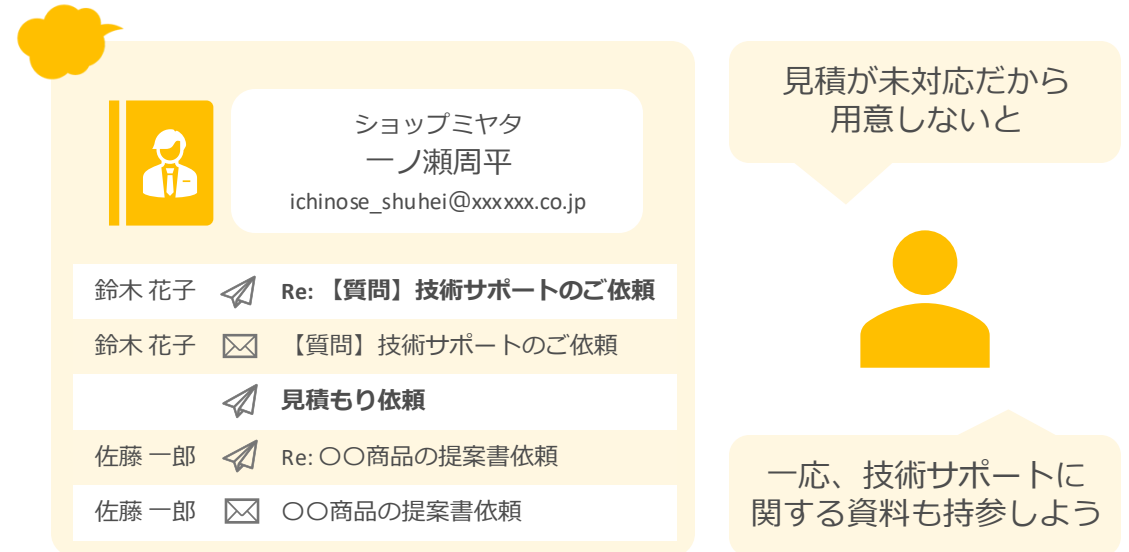 ショップミヤタ
一ノ瀬周平
ichinose_shuhei@xxxxxx.co.jp
鈴木 花子 Re: 【質問】技術サポートのご依頼
鈴木 花子 【質問】技術サポートのご依頼
見積もり依頼
佐藤 一郎 Re: 〇〇商品の提案書依頼
佐藤 一郎 〇〇商品の提案書依頼
見積が未対応だから
用意しないと
一応、技術サポートに
関する資料も持参しよう